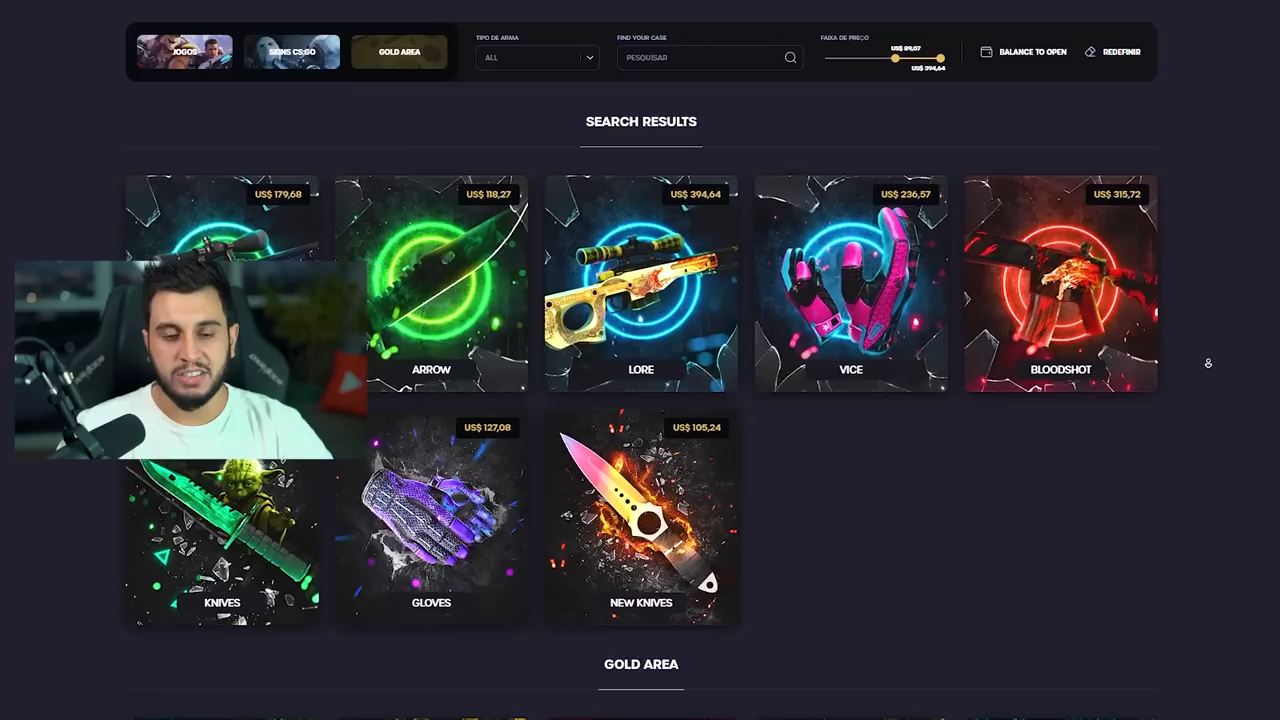 JOGOS
SKINS CS:GO
GOLD AREA
TIPO DE ARMA
ALL
FIND YOUR CASE
PESQUISAR
FAIXA DE PREÇO
US$ 89,07
US$ 394,64
BALANCE TO OPEN
REDEFINIR
SEARCH RESULTS
US$ 179,68
US$ 118,27
US$ 394,64
US$ 236,57
US$ 315,72
ARROW
LORE
VICE
BLOODSHOT
US$ 127,08
US$ 105,24
KNIVES
GLOVES
NEW KNIVES
GOLD AREA